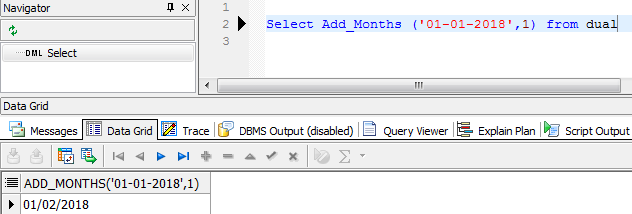 Navigator
1
2 Select Add_Months ('01-01-2018',1) from dual
3
DML Select
Data Grid
Messages Data Grid Trace DBMS Output (disabled) Query Viewer Explain Plan Script Output
ADD_MONTHS('01-01-2018',1)
01/02/2018